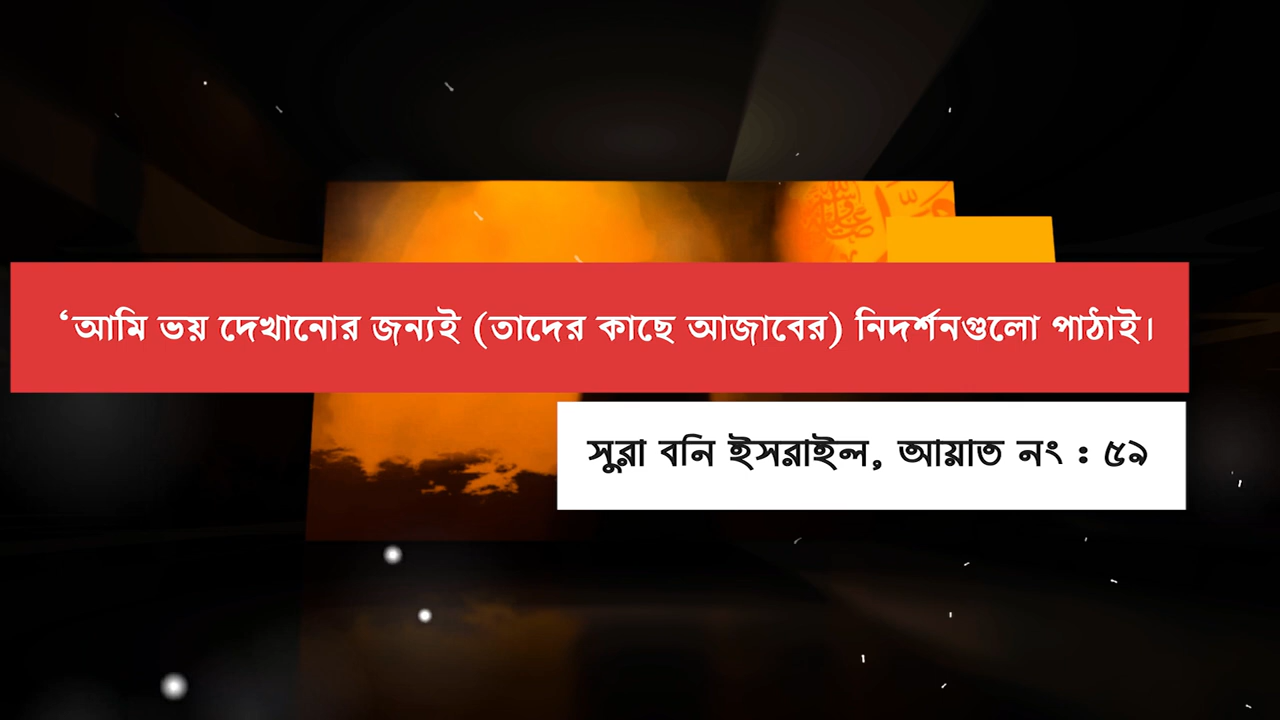 ‘আমি ভয় দেখানোর জন্যই (তাদের কাছে আজাবের) নিদর্শনগুলো পাঠাই।
সুরা বনি ইসরাইল, আয়াত নং : ৫৯